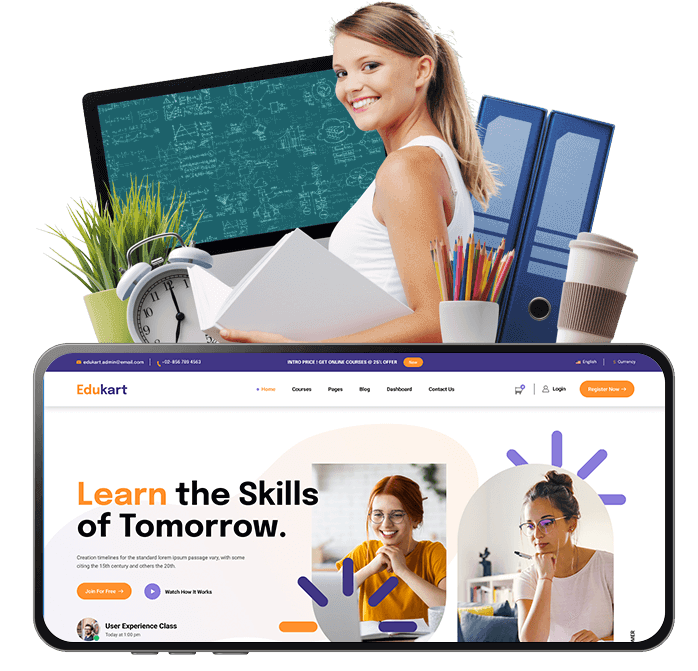 edukart.admin@email.com
+02-856 789 4563
INTRO PRICE ! GET ONLINE COURSES @ 25% OFFER
English
Currency
Edukart
Home
Courses
Pages
Blog
Dashboard
Contact Us
Login
Register Now →
Learn the Skills
of Tomorrow.
Creation timelines for the standard lorem ipsum passage vary, with some
citing the 15th century and others the 20th.
Join For Free →
Watch How It Works
User Experience Class
Today at 1:00 pm